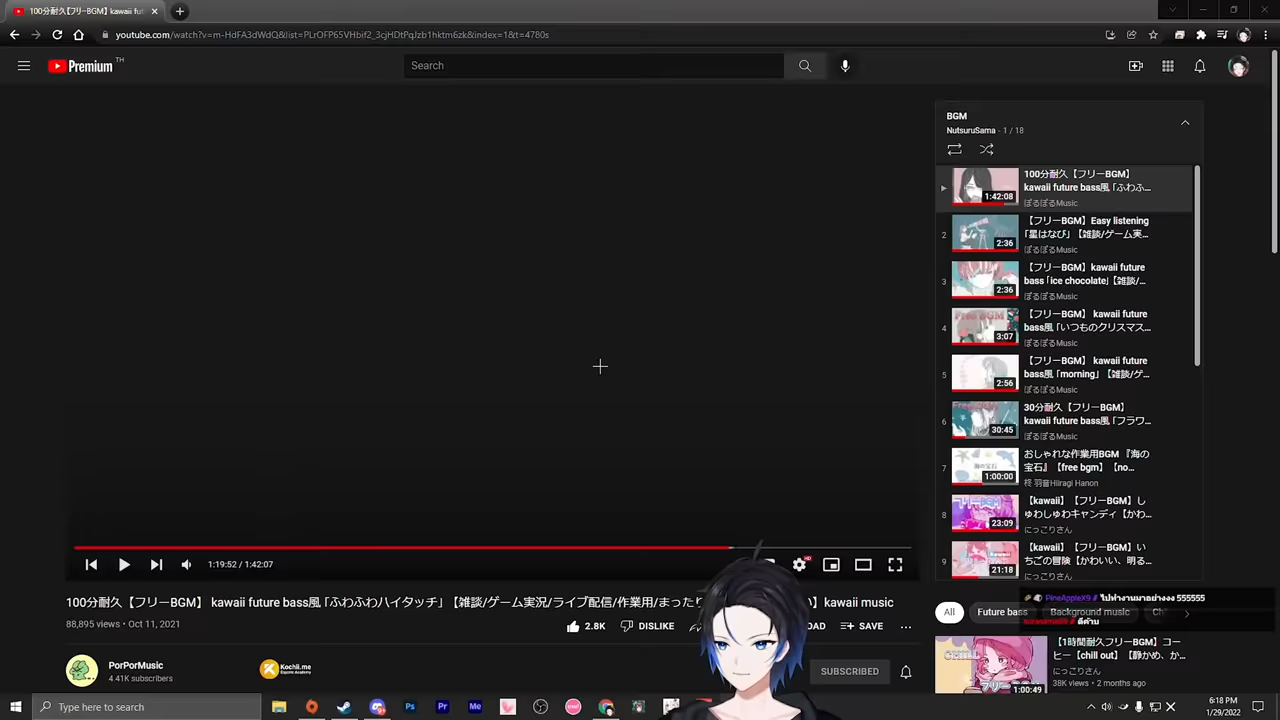 100分耐久【フリーBGM】 kawaii fut
youtube.com/watch?v=m-HdFA3dWdQ&list=PLrOFP65VHbif2_3cjHDtPqJzb1hktm6zk&index=1&t=4780s
Premium TH
Search
BGM
NutsuruSama - 1 / 18
100分耐久【フリーBGM】
kawaii future bass風「ふわふ...
ぽるぽるMusic
1:42:08
2
【フリーBGM】Easy listening
「星はなび」【雑談/ゲーム実...
ぽるぽるMusic
2:36
3
【フリーBGM】kawaii future
bass「ice chocolate」【雑談/...
ぽるぽるMusic
2:36
4
【フリーBGM】 kawaii future
bass風「いつものクリスマス...
ぽるぽるMusic
3:07
5
【フリーBGM】 kawaii future
bass風「morning」【雑談/ゲ...
ぽるぽるMusic
2:56
6
30分耐久【フリーBGM】
kawaii future bass風「フラワ...
ぽるぽるMusic
30:45
7
おしゃれな作業用BGM『海の
宝石』【free bgm】【no...
柊 羽音Hiiragi Hanon
1:00:00
8
【kawaii】【フリーBGM】し
ゅわしゅわキャンディ【かわ...
にっこりさん
23:09
9
【kawaii】【フリーBGM】い
ちごの冒険【かわいい、明る...
にっこりさん
21:18
1:19:52 / 1:42:07
HD
100分耐久【フリーBGM】 kawaii future bass風「ふわふわハイタッチ」【雑談/ゲーム実況/ライブ配信/作業用/まったり】kawaii music
88,895 views • Oct 11, 2021
2.8K
DISLIKE
SAVE
PorPorMusic
4.41K subscribers
Kochii.me
SUBSCRIBED
All
Future bass
Background music
PineAppleX9 ไปทำงานมาอย่างงง 555555
ดีค้าบ
【1時間耐久フリーBGM】コー
ヒー【chill out】【静かめ、か...
にっこりさん
38K views • 2 months ago
1:00:49
Type here to search
6:18 PM
1/29/2022